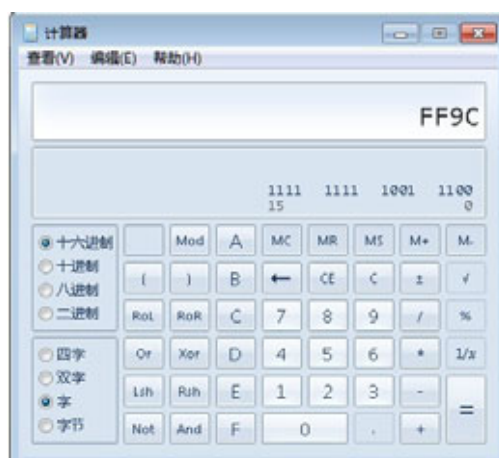 计算器
查看(V) 编辑(E) 帮助(H)
FF9C
1111 1111 1001 1100
15 0
十六进制 Mod A MC MR MS M+ M-
十进制 ( ) B ← CE C ± √
八进制
二进制 RoL RoR C 7 8 9 / %
四字 Or Xor D 4 5 6 * 1/x
双字
字 Lsh Rsh E 1 2 3 - =
字节 Not And F 0 . +